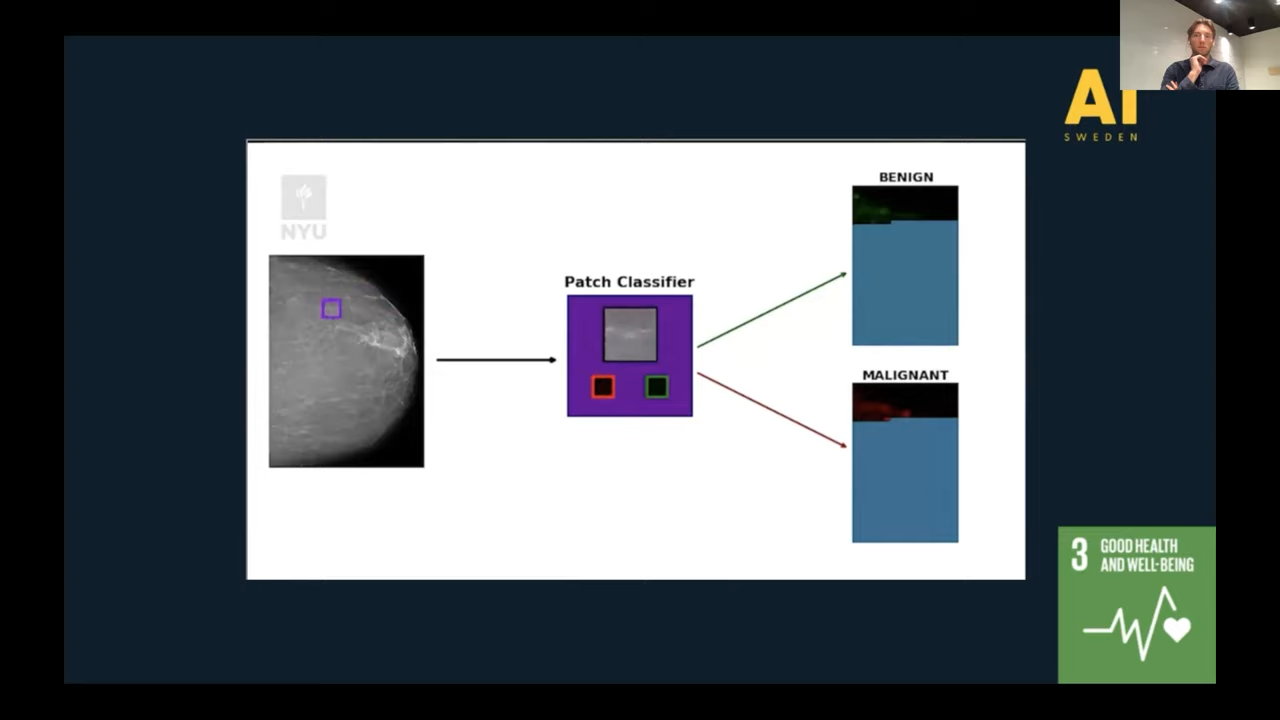 AI
SWEDEN
NYU
BENIGN
Patch Classifier
MALIGNANT
3 GOOD HEALTH
AND WELL-BEING